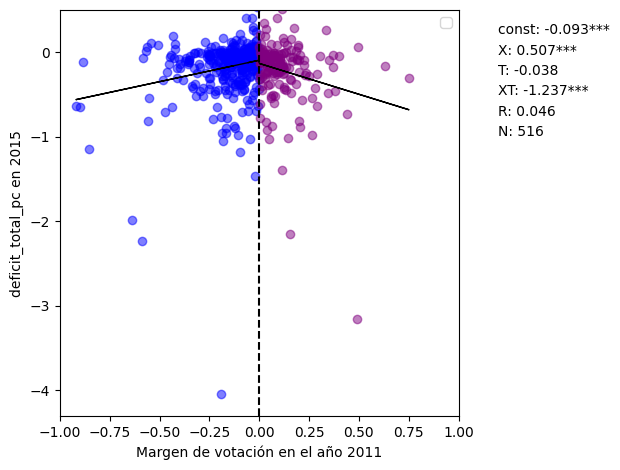 const: -0.093***
X: 0.507***
T: -0.038
XT: -1.237***
R: 0.046
N: 516
0
−1
−2
−3
−4
deficit_total_pc en 2015
−1.00 −0.75 −0.50 −0.25 0.00 0.25 0.50 0.75 1.00
Margen de votación en el año 2011